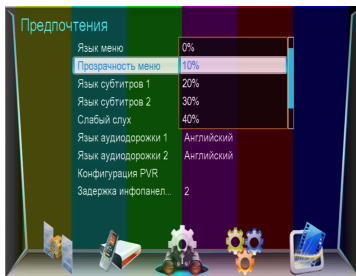 Предпочтения
Язык меню 0%
Прозрачность меню 10%
Язык субтитров 1 20%
Язык субтитров 2 30%
Слабый слух 40%
Язык аудиодорожки 1 Английский
Язык аудиодорожки 2 Английский
Конфигурация PVR
Задержка инфопанел... 2